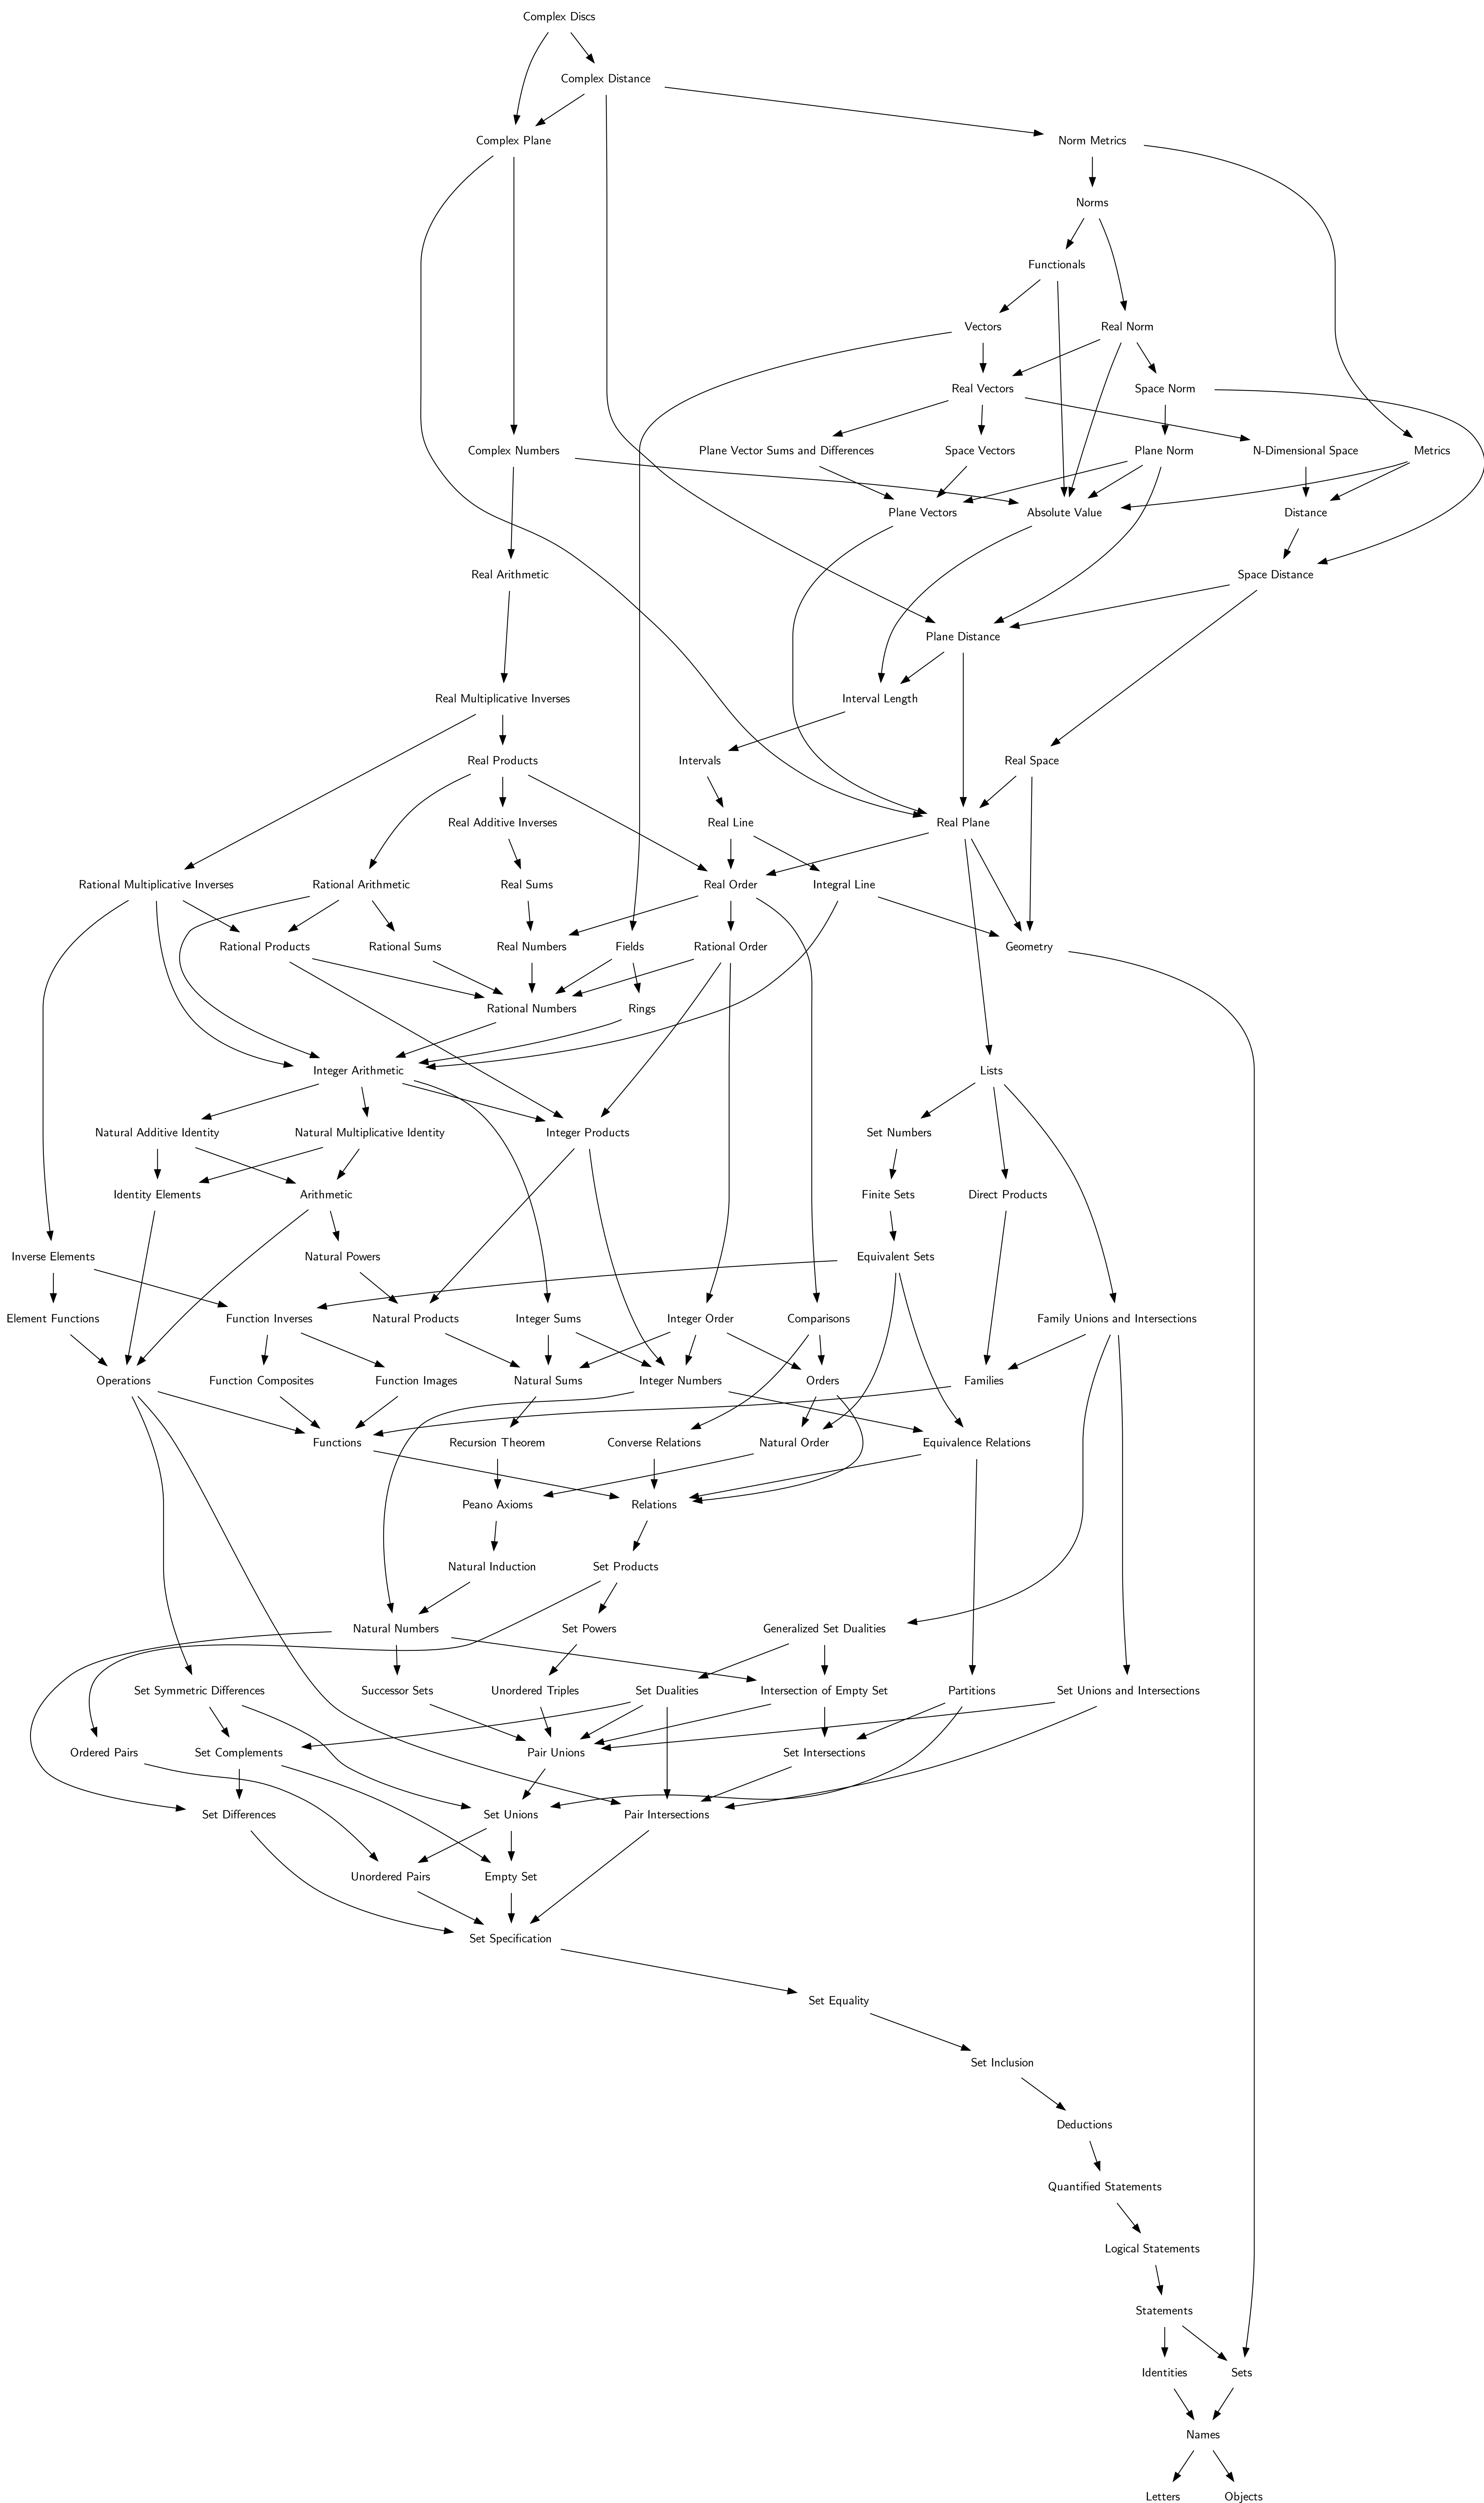 Complex Discs
Complex Distance
Complex Plane
Norm Metrics
Norms
Functionals
Vectors
Real Norm
Real Vectors
Space Norm
Complex Numbers
Plane Vector Sums and Differences
Space Vectors
Plane Norm
N-Dimensional Space
Metrics
Plane Vectors
Absolute Value
Distance
Real Arithmetic
Space Distance
Plane Distance
Real Multiplicative Inverses
Interval Length
Real Products
Intervals
Real Space
Real Additive Inverses
Real Line
Real Plane
Rational Multiplicative Inverses
Rational Arithmetic
Real Sums
Real Order
Integral Line
Rational Products
Rational Sums
Real Numbers
Fields
Rational Order
Geometry
Rational Numbers
Rings
Integer Arithmetic
Lists
Natural Additive Identity
Natural Multiplicative Identity
Integer Products
Set Numbers
Identity Elements
Arithmetic
Finite Sets
Direct Products
Inverse Elements
Natural Powers
Equivalent Sets
Element Functions
Function Inverses
Natural Products
Integer Sums
Integer Order
Comparisons
Family Unions and Intersections
Operations
Function Composites
Function Images
Natural Sums
Integer Numbers
Orders
Families
Functions
Recursion Theorem
Converse Relations
Natural Order
Equivalence Relations
Peano Axioms
Relations
Natural Induction
Set Products
Natural Numbers
Set Powers
Generalized Set Dualities
Set Symmetric Differences
Successor Sets
Unordered Triples
Set Dualities
Intersection of Empty Set
Partitions
Set Unions and Intersections
Ordered Pairs
Set Complements
Pair Unions
Set Intersections
Set Differences
Set Unions
Pair Intersections
Unordered Pairs
Empty Set
Set Specification
Set Equality
Set Inclusion
Deductions
Quantified Statements
Logical Statements
Statements
Identities
Sets
Names
Letters
Objects